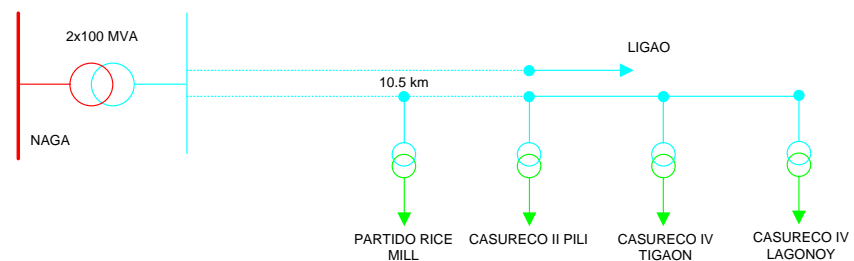 2x100 MVA
LIGAO
10.5 km
NAGA
PARTIDO RICE
MILL
CASURECO II PILI
CASURECO IV
TIGAON
CASURECO IV
LAGONOY